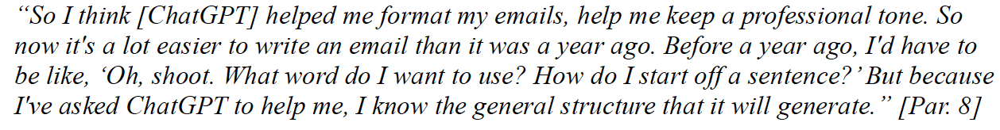 “So I think [ChatGPT] helped me format my emails, help me keep a professional tone. So
now it's a lot easier to write an email than it was a year ago. Before a year ago, I'd have to
be like, ‘Oh, shoot. What word do I want to use? How do I start off a sentence?’ But because
I've asked ChatGPT to help me, I know the general structure that it will generate.” [Par. 8]